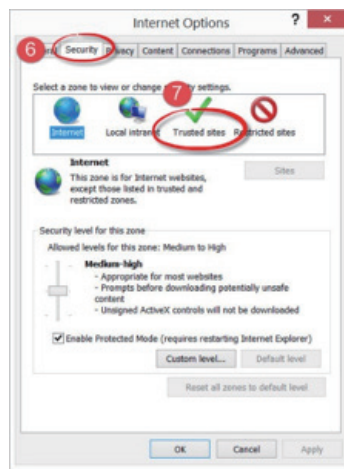 Internet Options
? ×
6
Security Privacy Content Connections Programs Advanced
Select a zone to view or change security settings.
7
Internet Local intranet Trusted sites Restricted sites
Internet
Sites
This zone is for Internet websites,
except those listed in trusted and
restricted zones.
Security level for this zone
Allowed levels for this zone: Medium to High
Medium-high
- Appropriate for most websites
- Prompts before downloading potentially unsafe
content
- Unsigned ActiveX controls will not be downloaded
Enable Protected Mode (requires restarting Internet Explorer)
Custom level... Default level
Reset all zones to default level
OK Cancel Apply